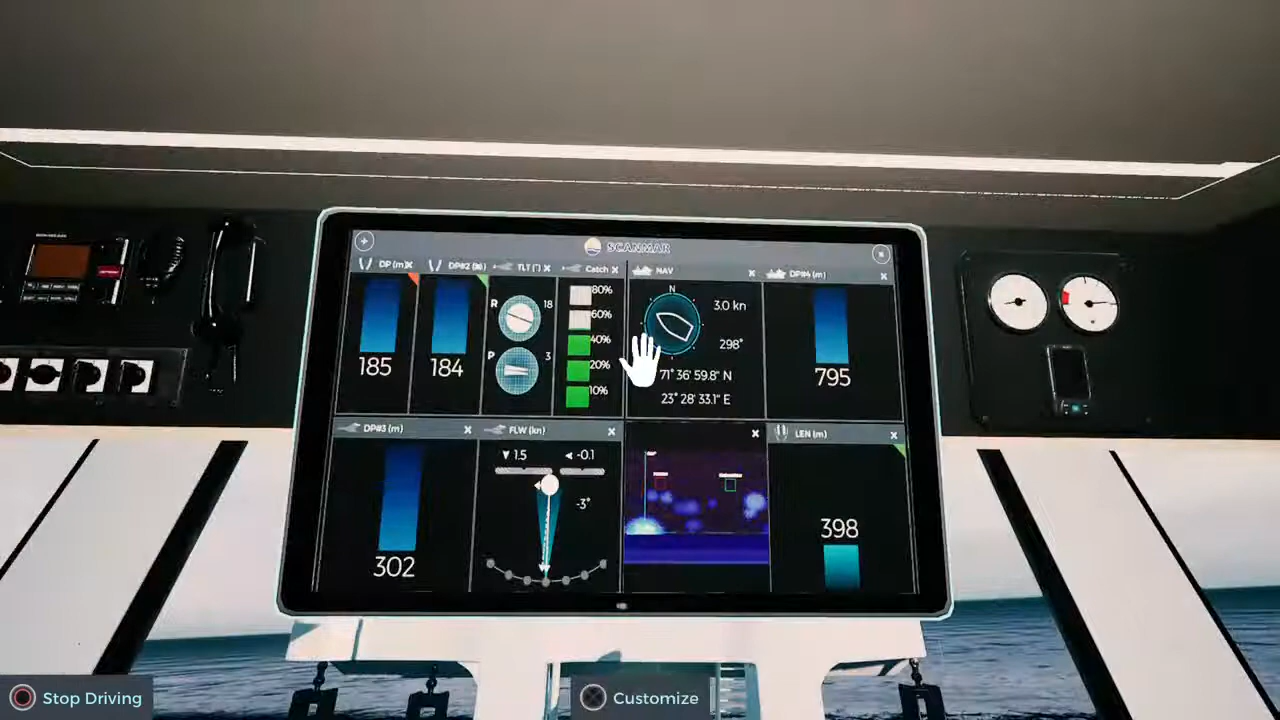 SCANMAR
DP (m)
DP#2 (m)
TLT (°)
Catch
NAV
DP#4 (m)
185
184
R
18
P
3
80%
60%
40%
20%
10%
N
3.0 kn
298°
71° 36' 59.8" N
23° 28' 33.1" E
795
DP#3 (m)
FLW (kn)
LEN (m)
302
1.5
-0.1
-3°
398
Stop Driving
Customize